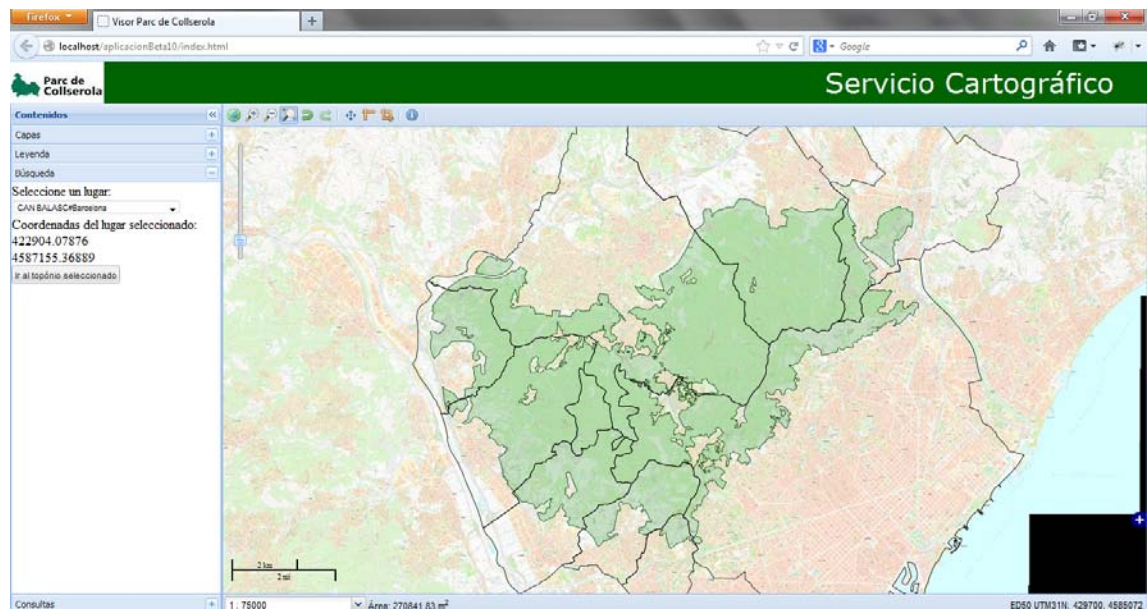 Firefox
Visor Parc de Collserola
localhost/aplicacionBeta10/index.html
Google
Parc de
Collserola
Servicio Cartográfico
Contenidos
Capas
Leyenda
Búsqueda
Seleccione un lugar:
CAN BALASC#Barcelona
Coordenadas del lugar seleccionado:
422904.07876
4587155.36889
Ir al topónio seleccionado
2 km
2 mi
Consultas
1 : 75000
Área: 270841.83 m²
ED50 UTM31N, 429700, 4585073